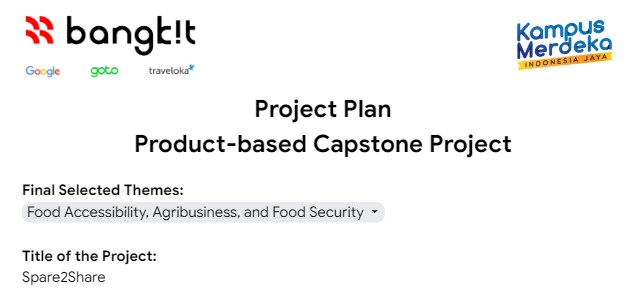 bangk!t
Kampus
Merdeka
INDONESIA JAYA
Google
goto
traveloka
Project Plan
Product-based Capstone Project
Final Selected Themes:
Food Accessibility, Agribusiness, and Food Security
Title of the Project:
Spare2Share